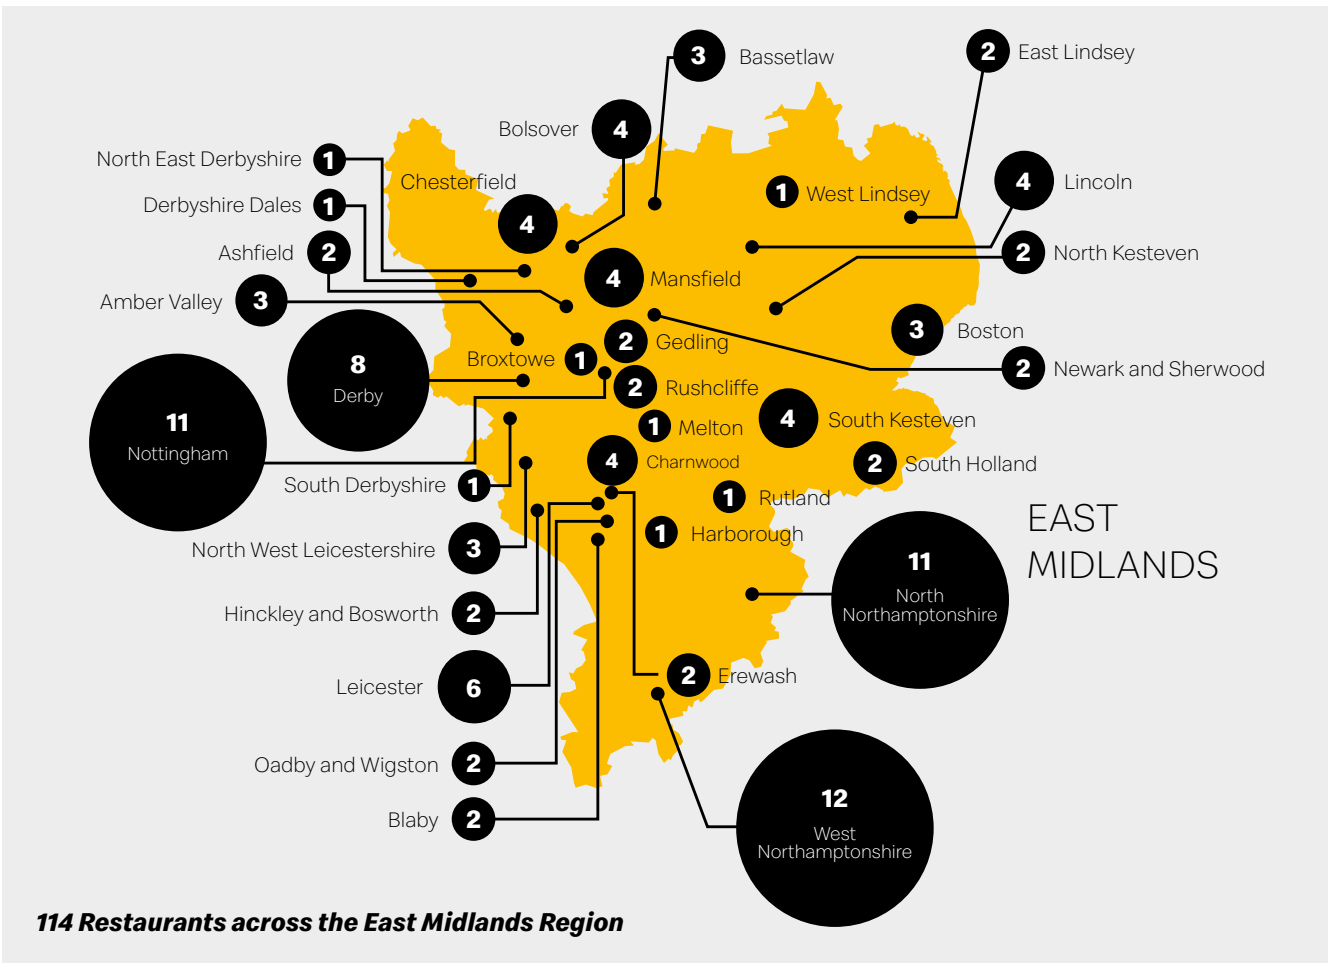 3 Bassetlaw
2 East Lindsey
Bolsover 4
North East Derbyshire 1
Chesterfield
4
1 West Lindsey
4 Lincoln
Derbyshire Dales 1
Ashfield 2
2 North Kesteven
4 Mansfield
Amber Valley 3
3 Boston
2 Gedling
Broxtowe 1
8
Derby
2 Newark and Sherwood
2 Rushcliffe
11
Nottingham
4 South Kesteven
1 Melton
4 Charnwood
2 South Holland
South Derbyshire 1
1 Rutland
EAST
MIDLANDS
1 Harborough
North West Leicestershire 3
11
North
Northamptonshire
Hinckley and Bosworth 2
2 Erewash
Leicester 6
Oadby and Wigston 2
12
West
Northamptonshire
Blaby 2
114 Restaurants across the East Midlands Region